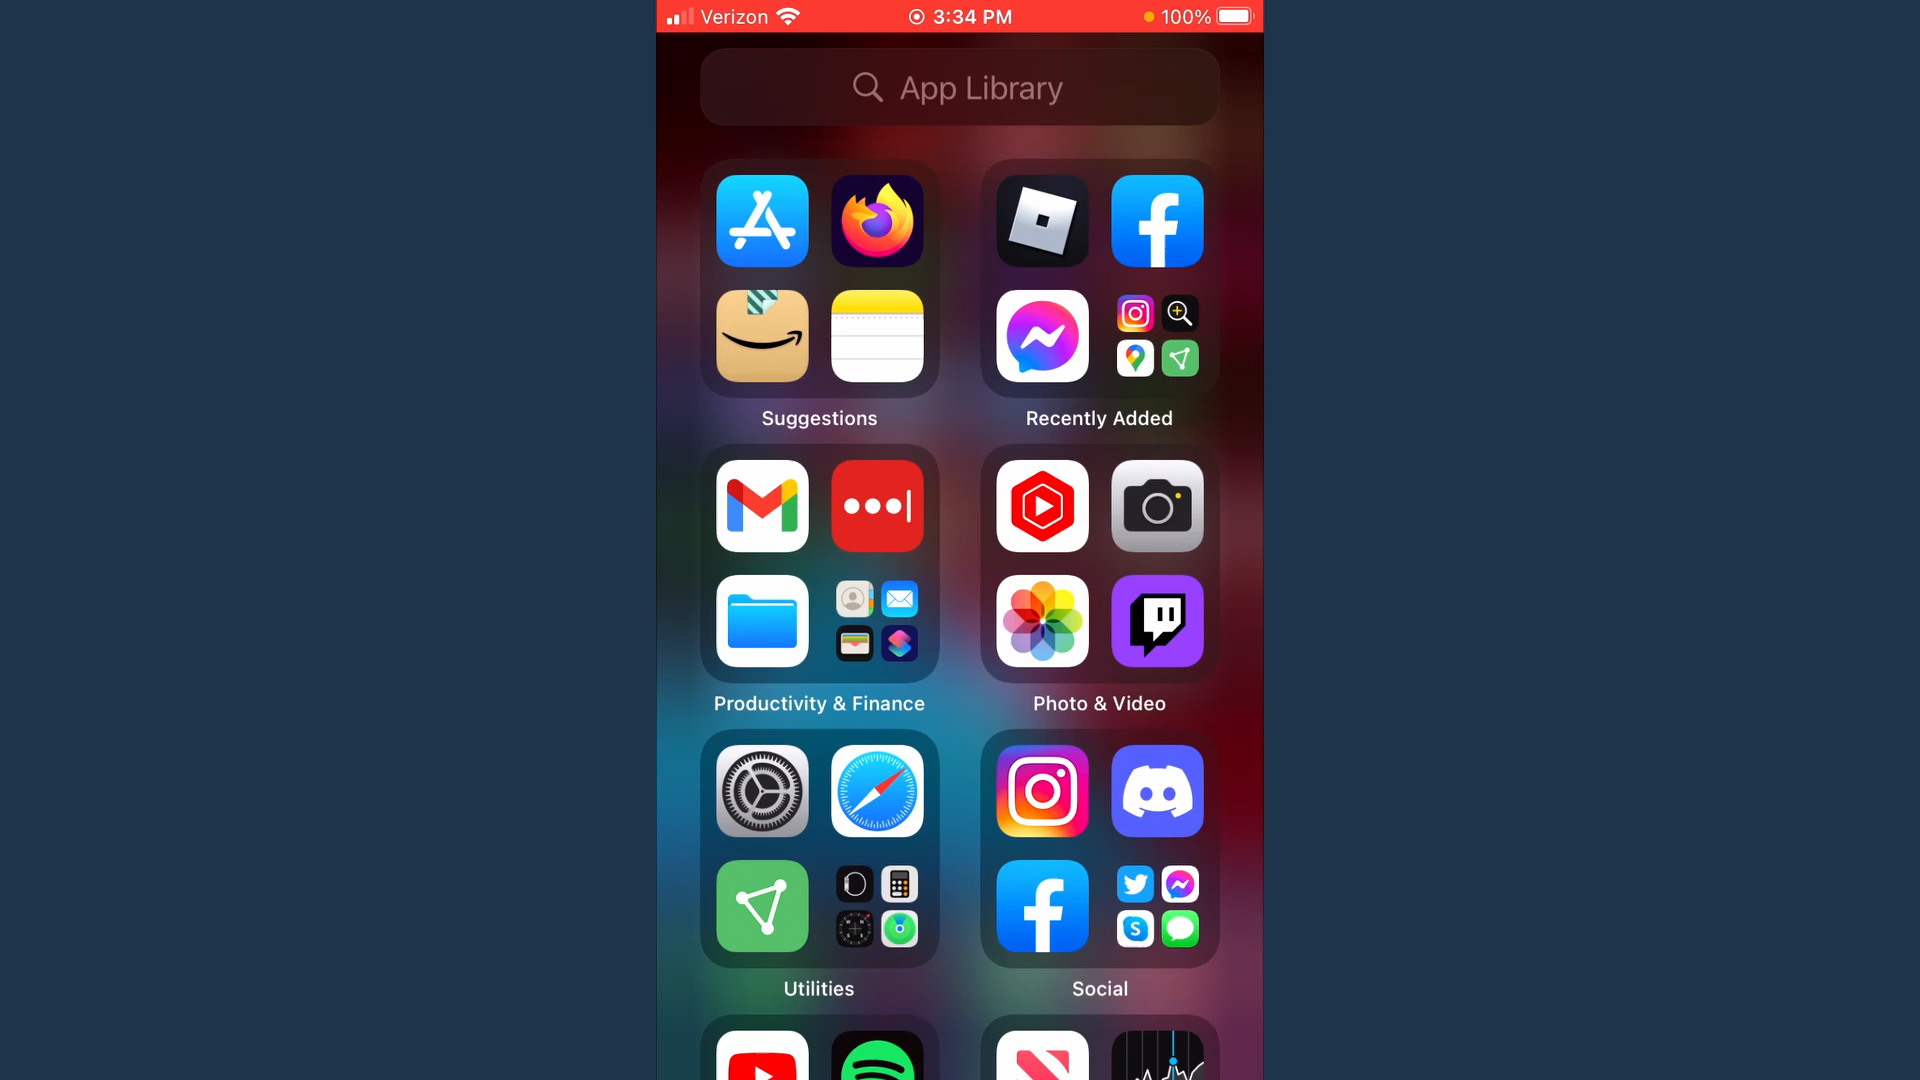 Verizon 3:34 PM 100%
App Library
Suggestions
Recently Added
Productivity & Finance
Photo & Video
Utilities
Social